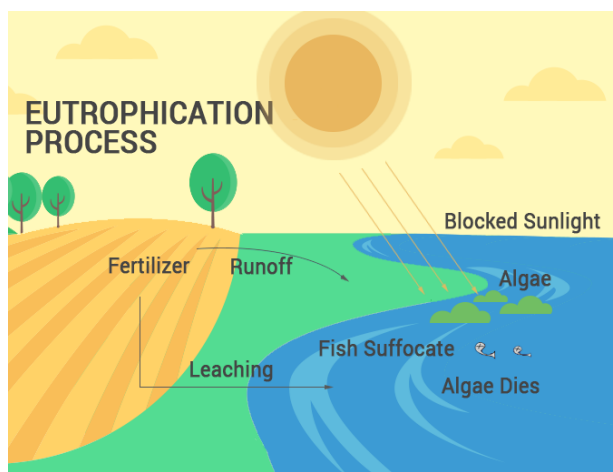 EUTROPHICATION
PROCESS
Blocked Sunlight
Fertilizer
Runoff
Algae
Fish Suffocate
Leaching
Algae Dies